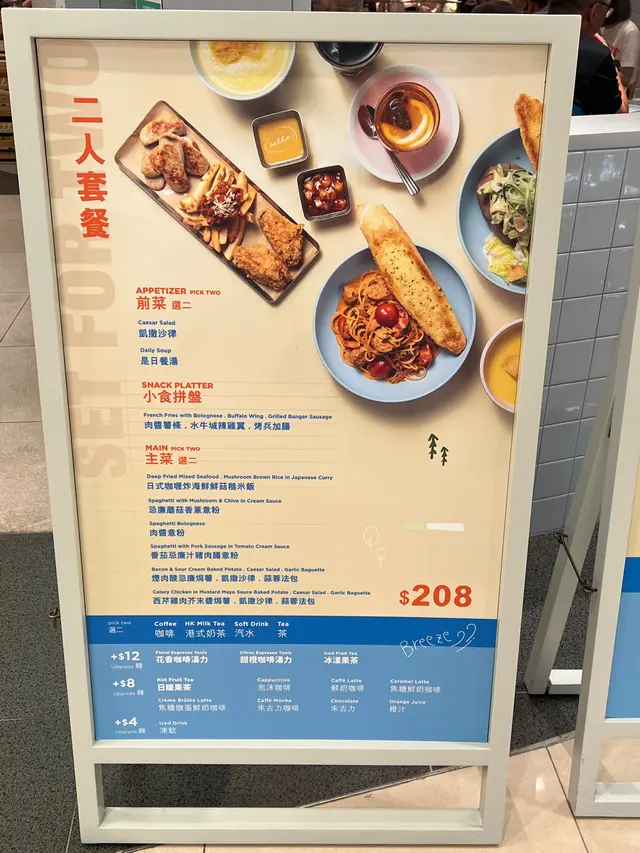 SET FOR TWO
二人套餐
hello!
APPETIZER PICK TWO
前菜 選二
Caesar Salad
凱撒沙律
Daily Soup
是日餐湯
SNACK PLATTER
小食拼盤
French Fries with Bolognese . Buffalo Wing . Grilled Banger Sausage
肉醬薯條 . 水牛城辣雞翼 . 烤兵加腸
MAIN PICK TWO
主菜 選二
Deep Fried Mixed Seafood . Mushroom Brown Rice In Japanese Curry
日式咖喱炸海鮮鮮菇糙米飯
Spaghetti with Mushroom & Chive in Cream Sauce
忌廉蘑菇香蔥意粉
Spaghetti Bolognese
肉醬意粉
Spaghetti with Pork Sausage in Tomato Cream Sauce
番茄忌廉汁豬肉腸意粉
Bacon & Sour Cream Baked Potato . Caesar Salad . Garlic Baguette
煙肉酸忌廉焗薯 . 凱撒沙律 . 蒜蓉法包
Celery Chicken in Mustard Mayo Sauce Baked Potato . Caesar Salad . Garlic Baguette
西芹雞肉芥末醬焗薯 . 凱撒沙律 . 蒜蓉法包
$208
pick two Coffee HK Milk Tea Soft Drink Tea
選二 咖啡 港式奶茶 汽水 茶
Breeze
+$12 Floral Espresso Tonic Citrus Espresso Tonic Iced Fruit Tea
Upgrade 轉 花香咖啡湯力 甜橙咖啡湯力 冰漾果茶
+$8 Hot Fruit Tea Cappuccino Caffé Latte Caramel Latte
Upgrade 轉 日暖果茶 泡沫咖啡 鮮奶咖啡 焦糖鮮奶咖啡
Crème Brûlée Latte Caffé Mocha Chocolate Orange Juice
焦糖燉蛋鮮奶咖啡 朱古力咖啡 朱古力 橙汁
+$4 Iced Drink
Upgrade 轉 凍飲